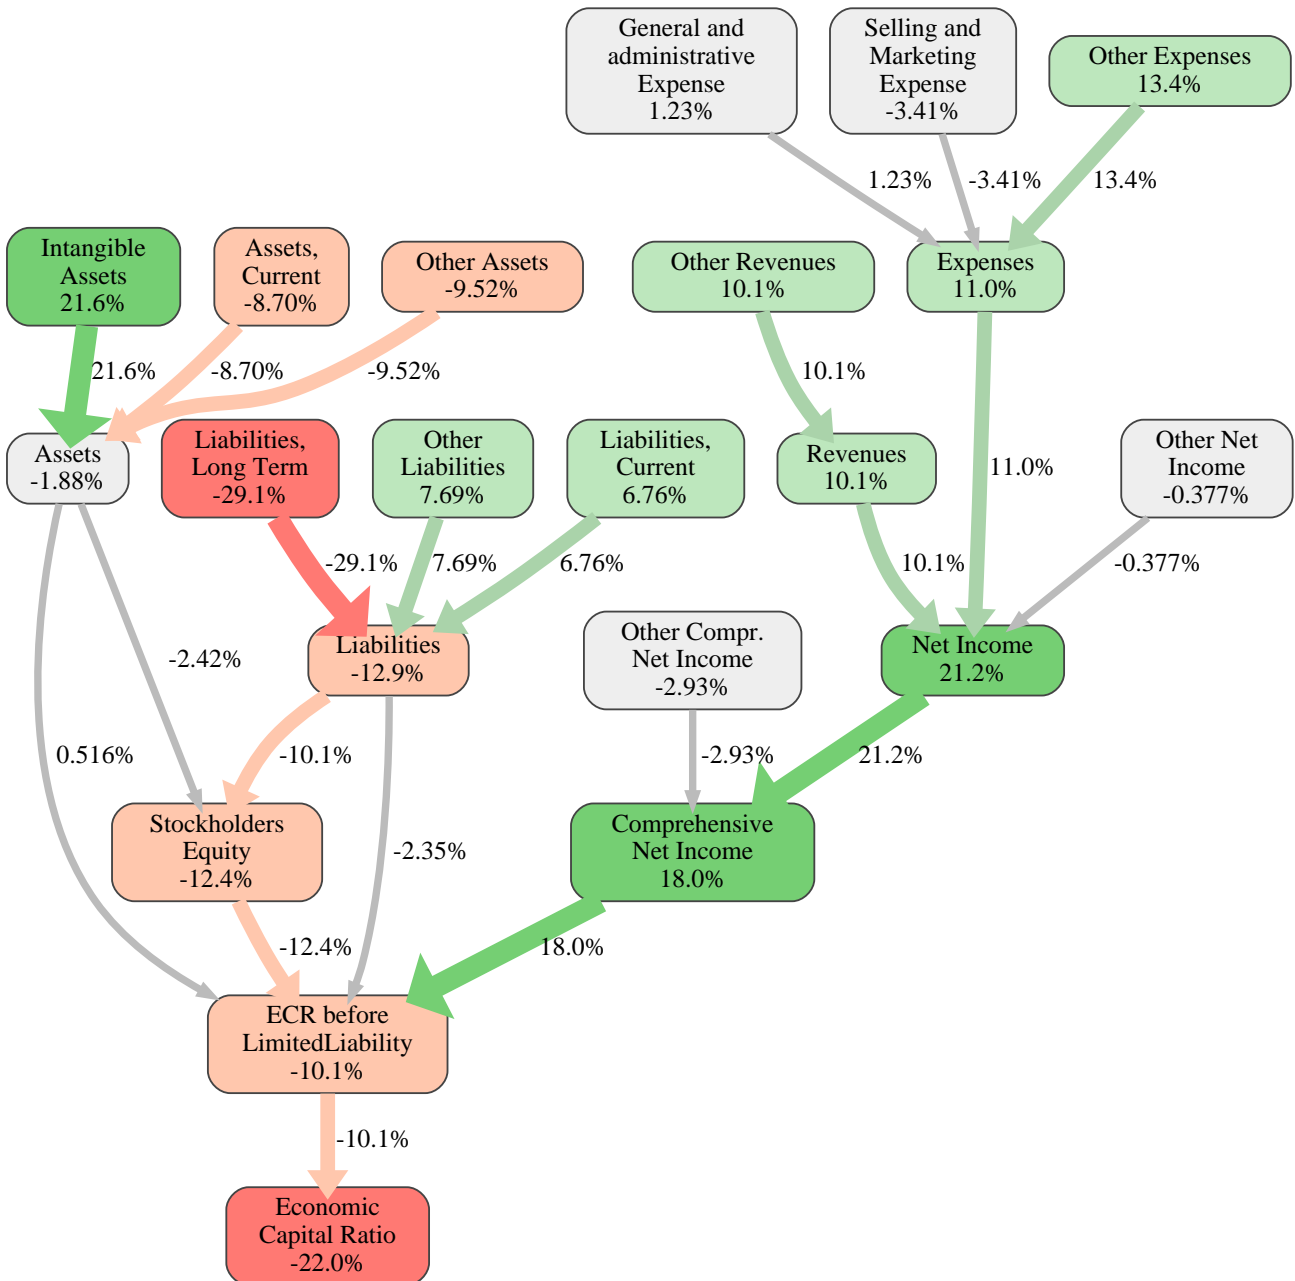 General and
administrative
Expense
1.23%
Selling and
Marketing
Expense
-3.41%
Other Expenses
13.4%
1.23%
-3.41%
13.4%
Intangible
Assets
21.6%
Assets,
Current
-8.70%
Other Assets
-9.52%
Other Revenues
10.1%
Expenses
11.0%
21.6%
-8.70%
-9.52%
10.1%
11.0%
Assets
-1.88%
Liabilities,
Long Term
-29.1%
Other
Liabilities
7.69%
Liabilities,
Current
6.76%
Revenues
10.1%
Other Net
Income
-0.377%
-29.1%
7.69%
6.76%
10.1%
-0.377%
Liabilities
-12.9%
Other Compr.
Net Income
-2.93%
Net Income
21.2%
-2.42%
0.516%
-10.1%
-2.93%
21.2%
Stockholders
Equity
-12.4%
-2.35%
Comprehensive
Net Income
18.0%
-12.4%
18.0%
ECR before
LimitedLiability
-10.1%
-10.1%
Economic
Capital Ratio
-22.0%